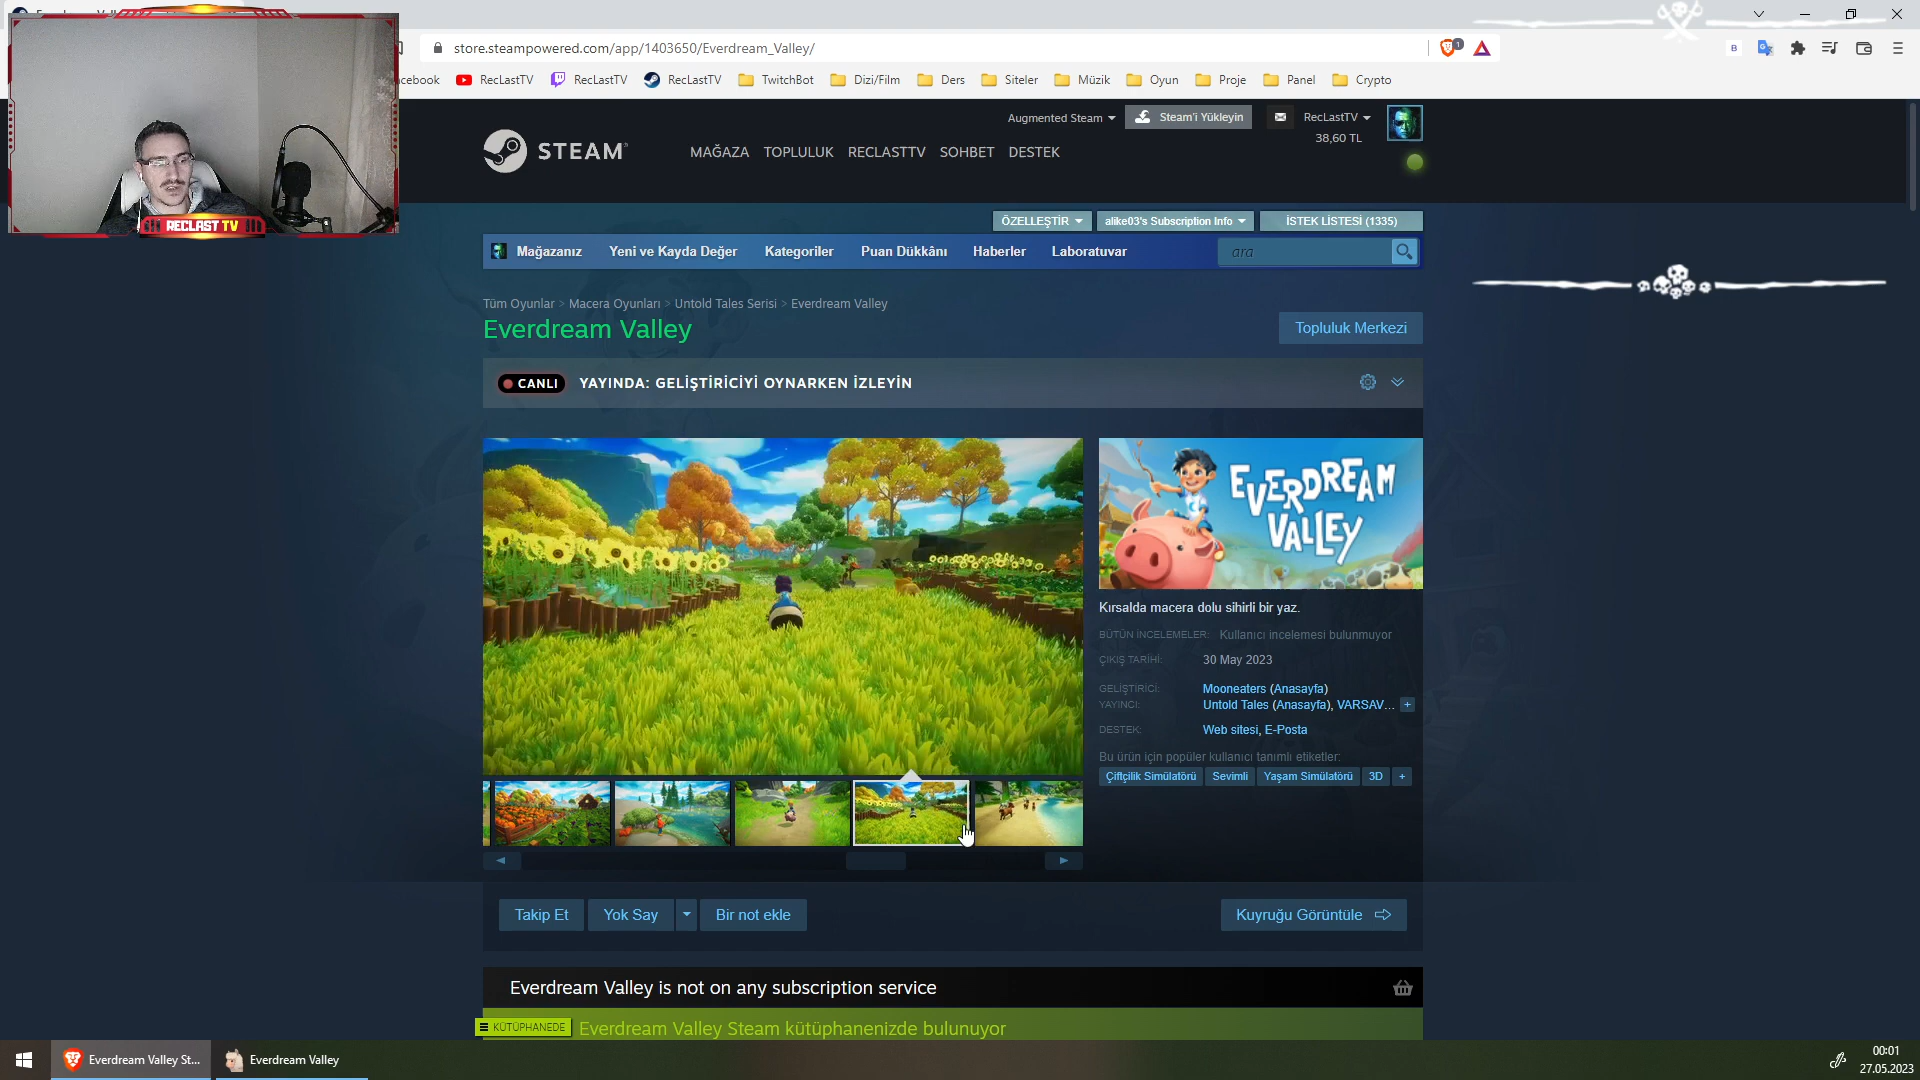 store.steampowered.com/app/1403650/Everdream_Valley/
1
RecLastTV
RecLastTV
RecLastTV
TwitchBot
Dizi/Film
Ders
Siteler
Müzik
Oyun
Proje
Panel
Crypto
RECLAST TV
Augmented Steam
Steam'i Yükleyin
RecLastTV
38,60 TL
STEAM
MAĞAZA
TOPLULUK
RECLASTTV
SOHBET
DESTEK
ÖZELLEŞTİR
alike03's Subscription Info
İSTEK LİSTESİ (1335)
Mağazanız
Yeni ve Kayda Değer
Kategoriler
Puan Dükkânı
Haberler
Laboratuvar
ara
Tüm Oyunlar > Macera Oyunları > Untold Tales Serisi > Everdream Valley
Everdream Valley
Topluluk Merkezi
CANLI
YAYINDA: GELİŞTİRİCİYİ OYNARKEN İZLEYİN
EVERDREAM
VALLEY
Kırsalda macera dolu sihirli bir yaz.
BÜTÜN İNCELEMELER: Kullanıcı incelemesi bulunmuyor
ÇIKIŞ TARİHİ: 30 May 2023
GELİŞTİRİCİ: Mooneaters (Anasayfa)
YAYINCI: Untold Tales (Anasayfa), VARSAV... +
DESTEK: Web sitesi, E-Posta
Bu ürün için popüler kullanıcı tanımlı etiketler:
Çiftçilik Simülatörü
Sevimli
Yaşam Simülatörü
3D
+
Takip Et
Yok Say
Bir not ekle
Kuyruğu Görüntüle
Everdream Valley is not on any subscription service
KÜTÜPHANEDE
Everdream Valley Steam kütüphanenizde bulunuyor
Everdream Valley St...
Everdream Valley
00:01
27.05.2023